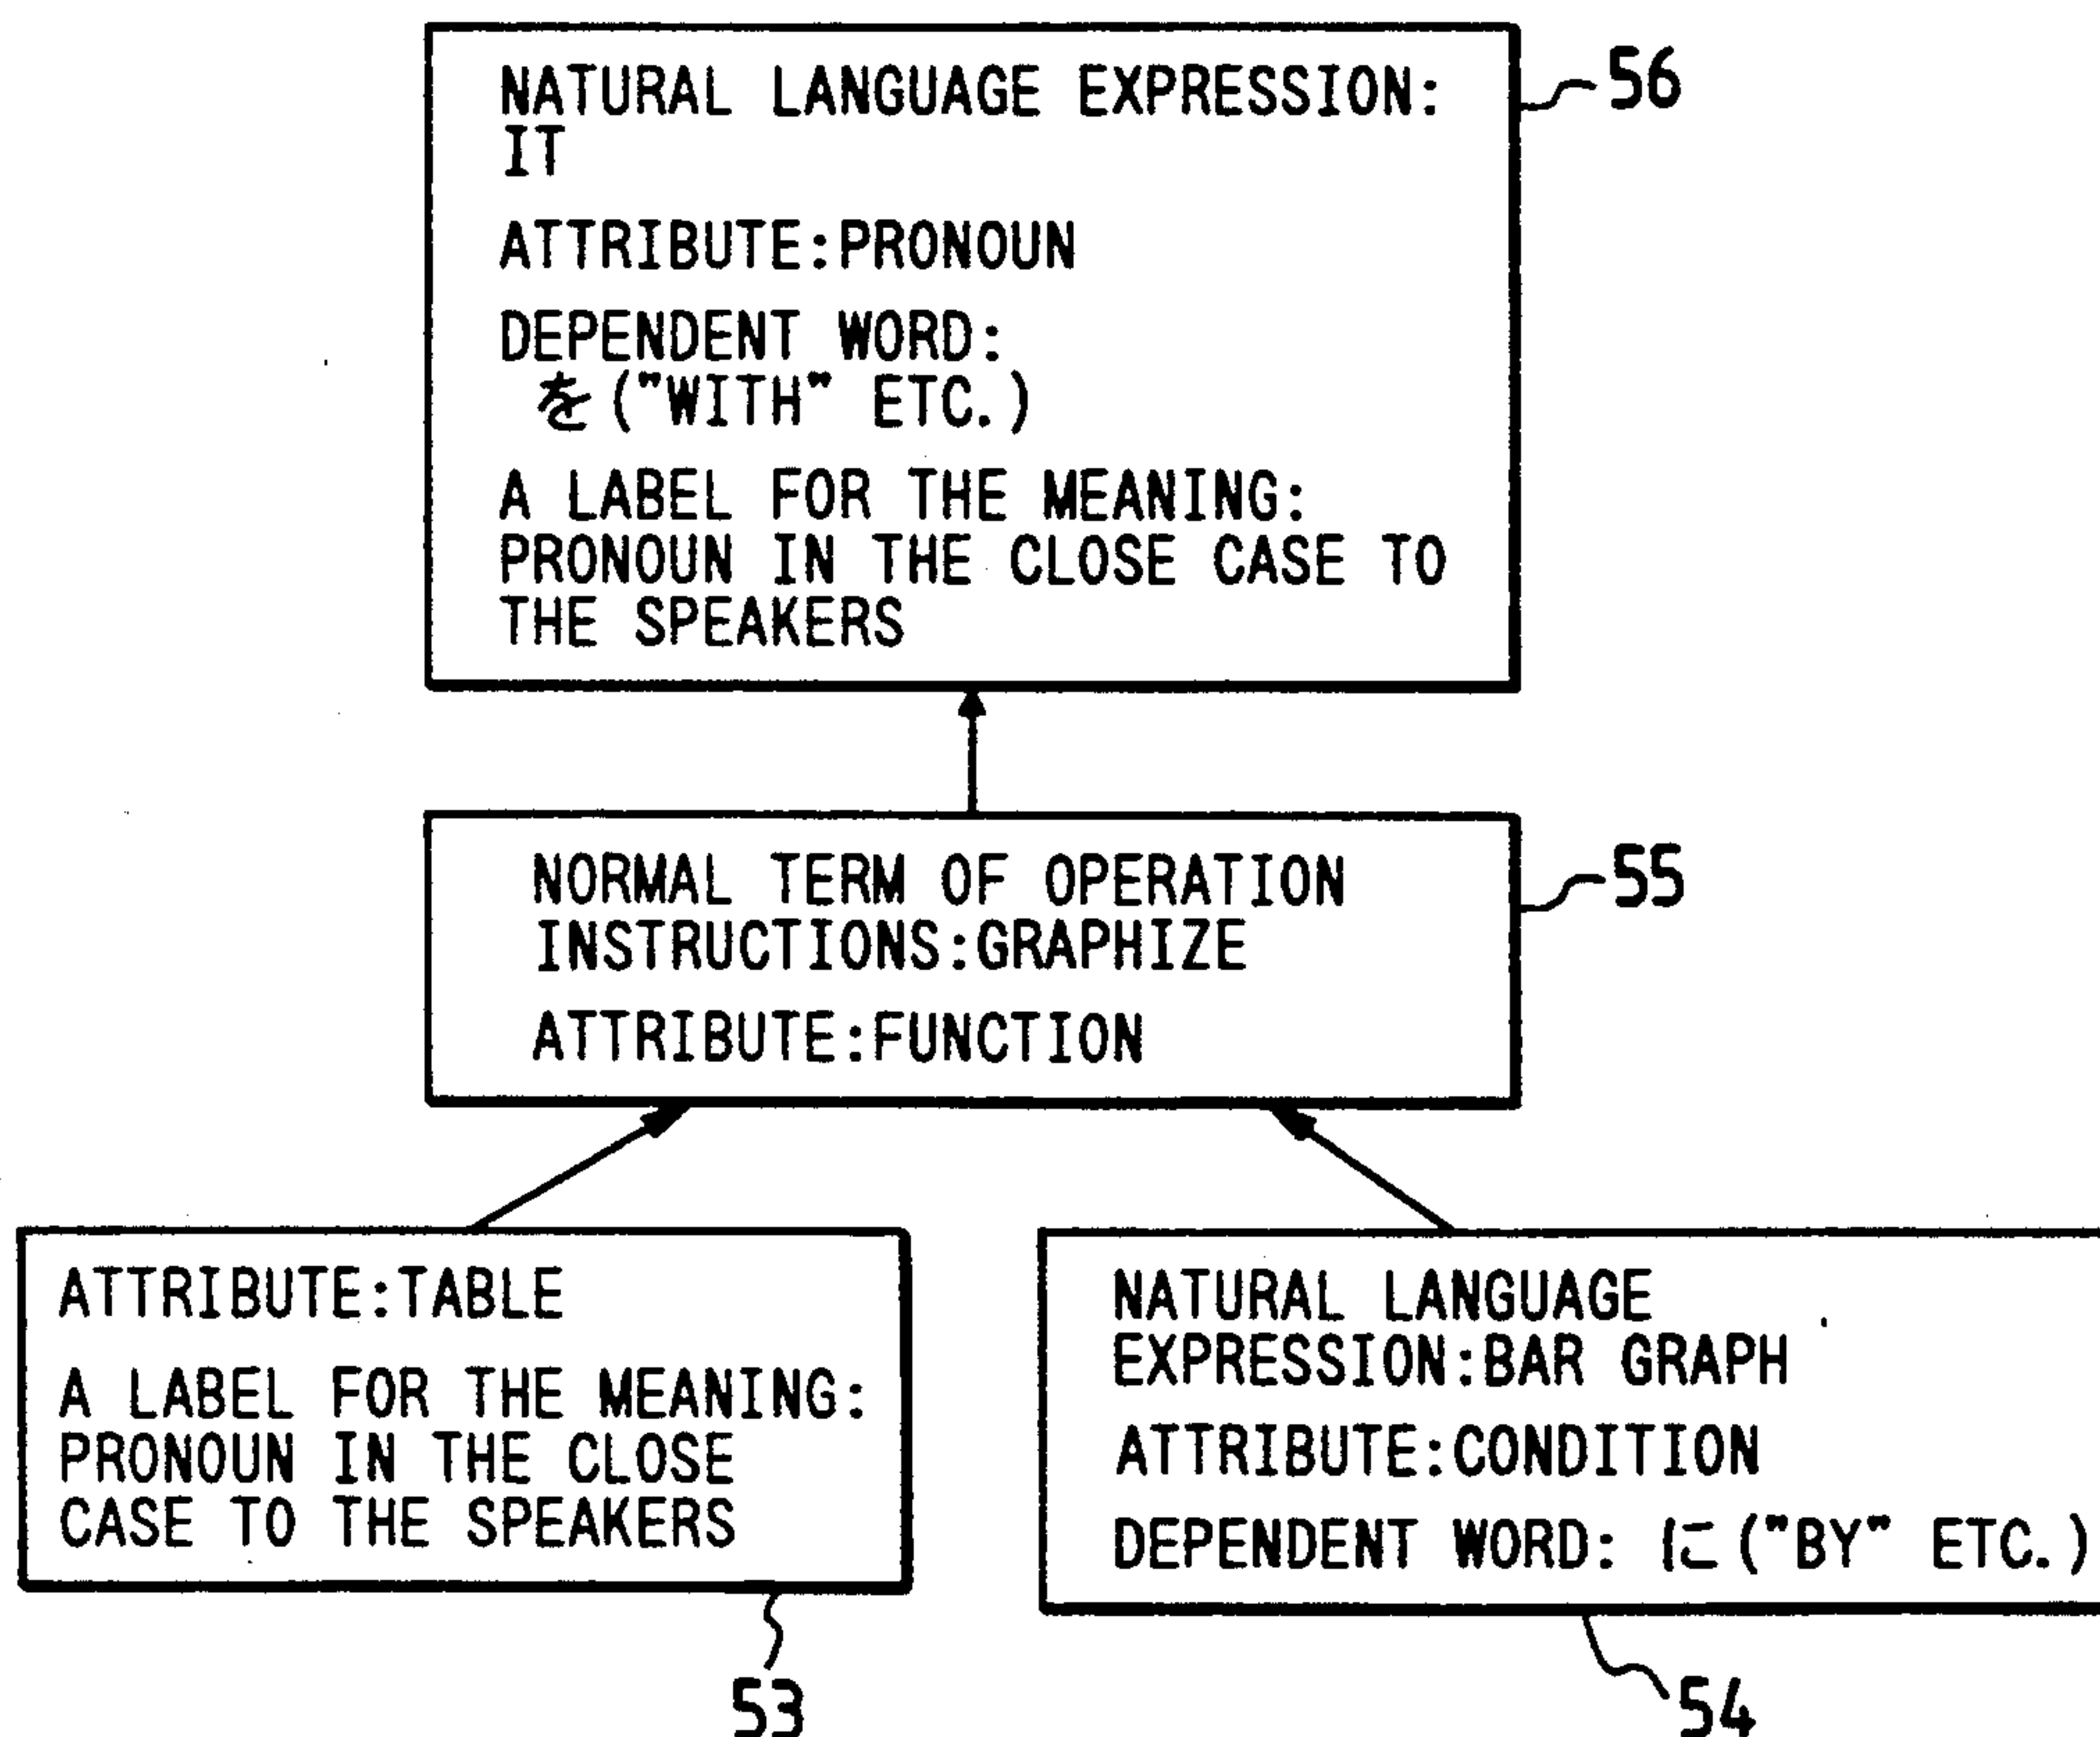 NATURAL LANGUAGE EXPRESSION:
IT
ATTRIBUTE:PRONOUN
DEPENDENT WORD:
を("WITH" ETC.)
A LABEL FOR THE MEANING:
PRONOUN IN THE CLOSE CASE TO
THE SPEAKERS
56
NORMAL TERM OF OPERATION
INSTRUCTIONS:GRAPHIZE
ATTRIBUTE:FUNCTION
55
ATTRIBUTE:TABLE
A LABEL FOR THE MEANING:
PRONOUN IN THE CLOSE
CASE TO THE SPEAKERS
53
NATURAL LANGUAGE
EXPRESSION:BAR GRAPH
ATTRIBUTE:CONDITION
DEPENDENT WORD: に("BY" ETC.)
54